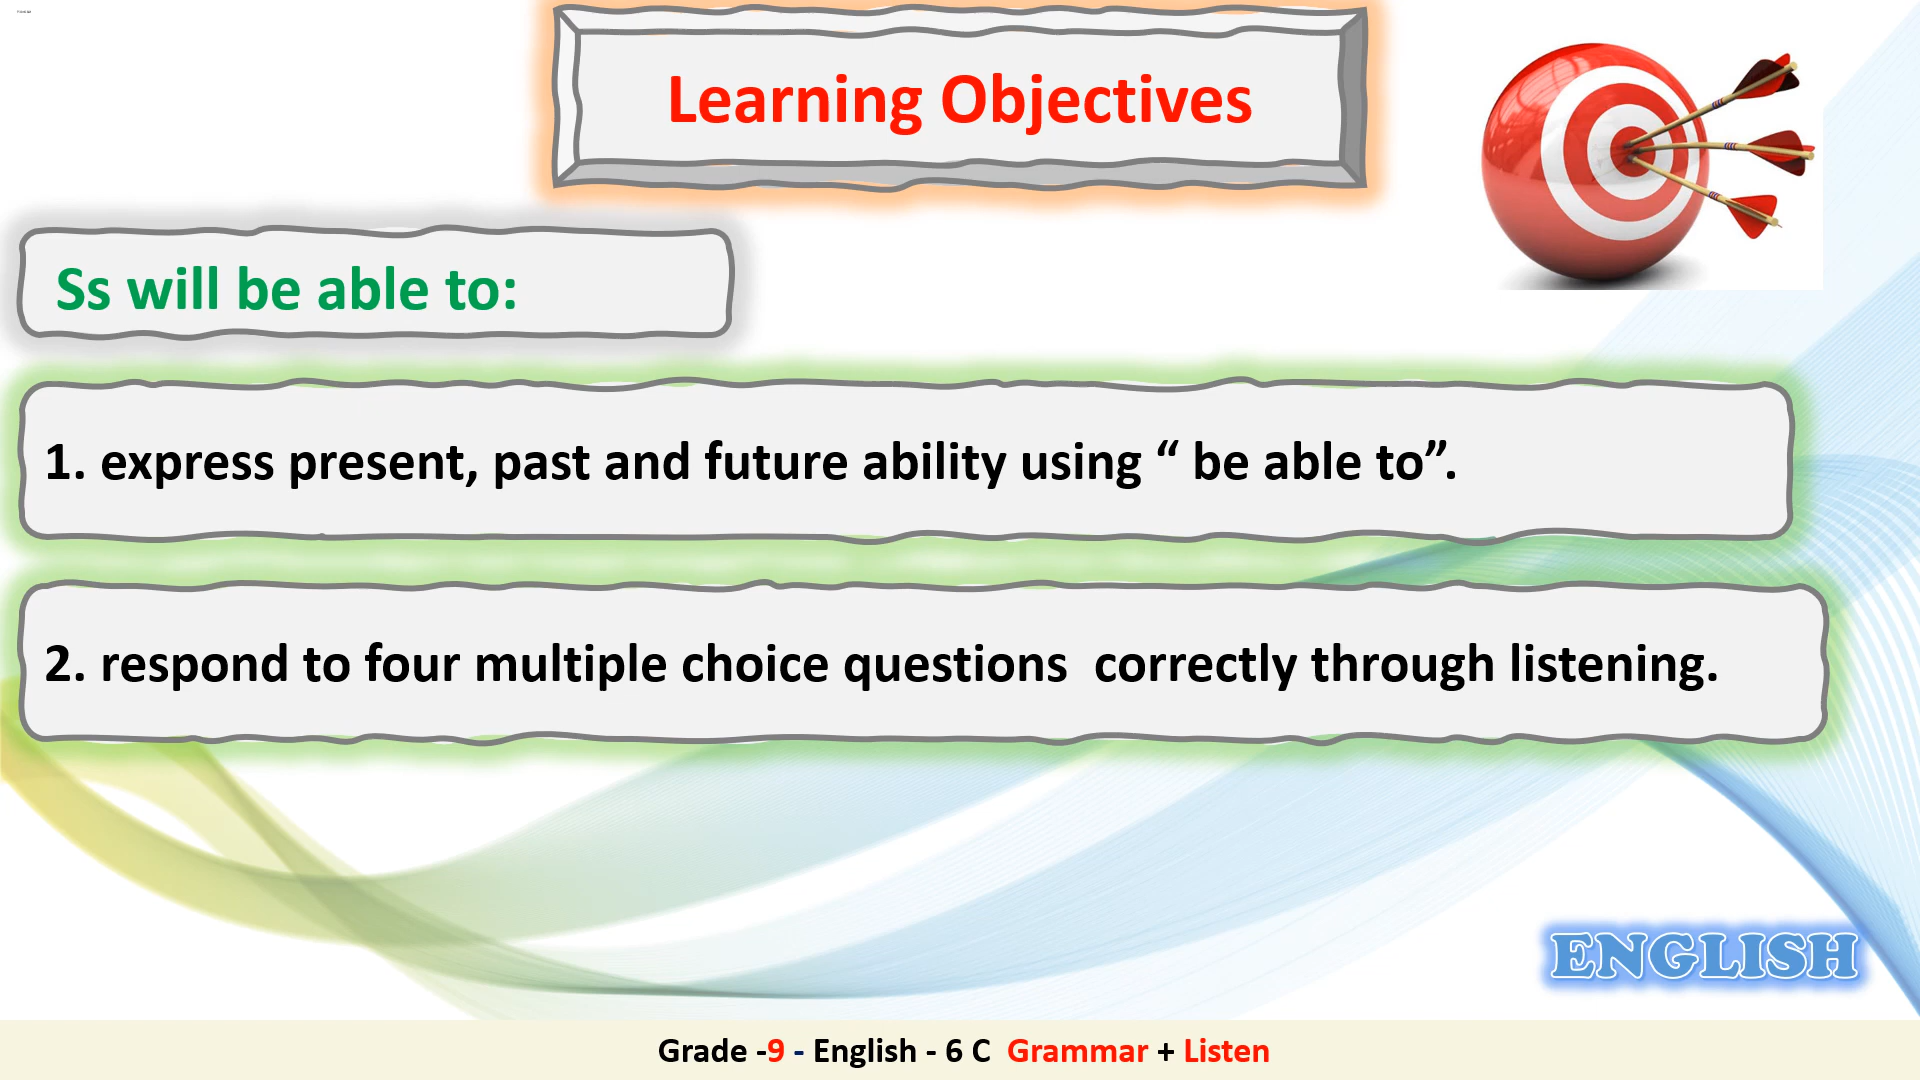 Learning Objectives
Ss will be able to:
1. express present, past and future ability using “ be able to”.
2. respond to four multiple choice questions  correctly through listening.
ENGLISH
Grade -9 - English - 6 C  Grammar + Listen